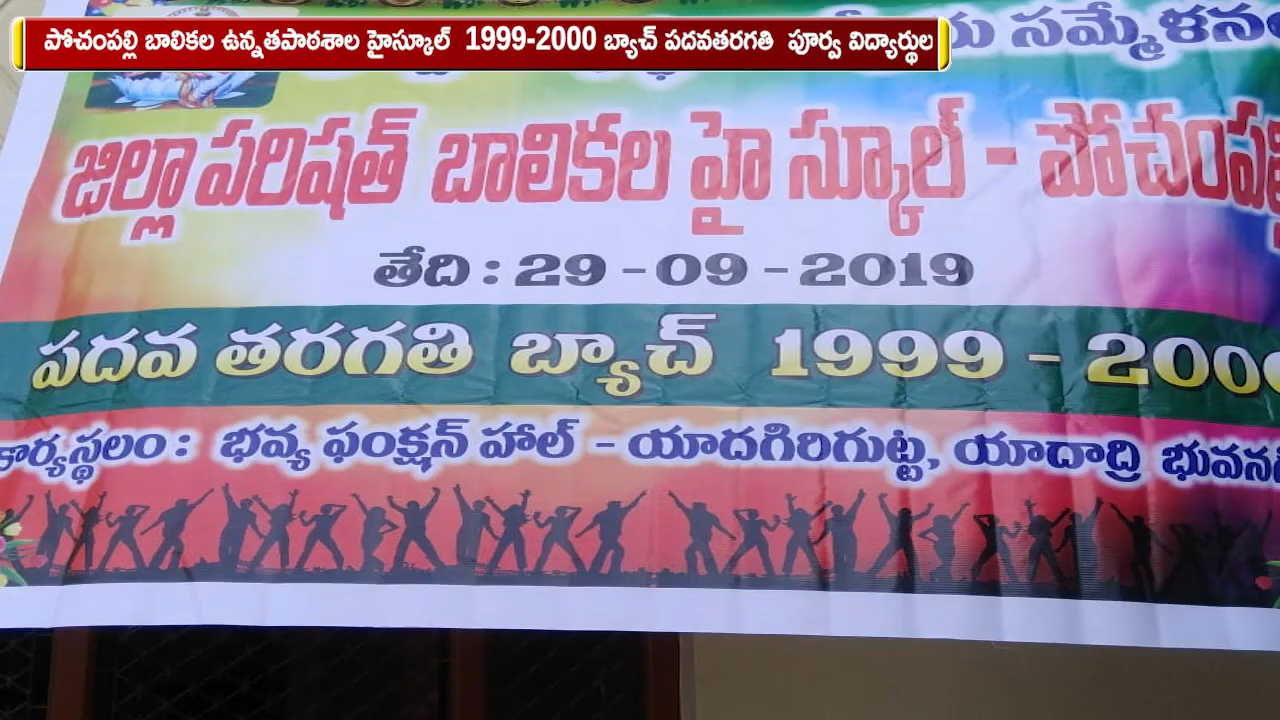 పోచంపల్లి బాలికల ఉన్నతపాఠశాల హైస్కూల్ 1999-2000 బ్యాచ్ పదవతరగతి పూర్వ విద్యార్థుల
సమ్మేళనం
జిల్లా పరిషత్ బాలికల హై స్కూల్ - పోచంపల్లి
తేది : 29 - 09 - 2019
పదవ తరగతి బ్యాచ్ 1999 - 2000
కార్యస్థలం : భవ్య ఫంక్షన్ హాల్ - యాదగిరిగుట్ట, యాదాద్రి భువన